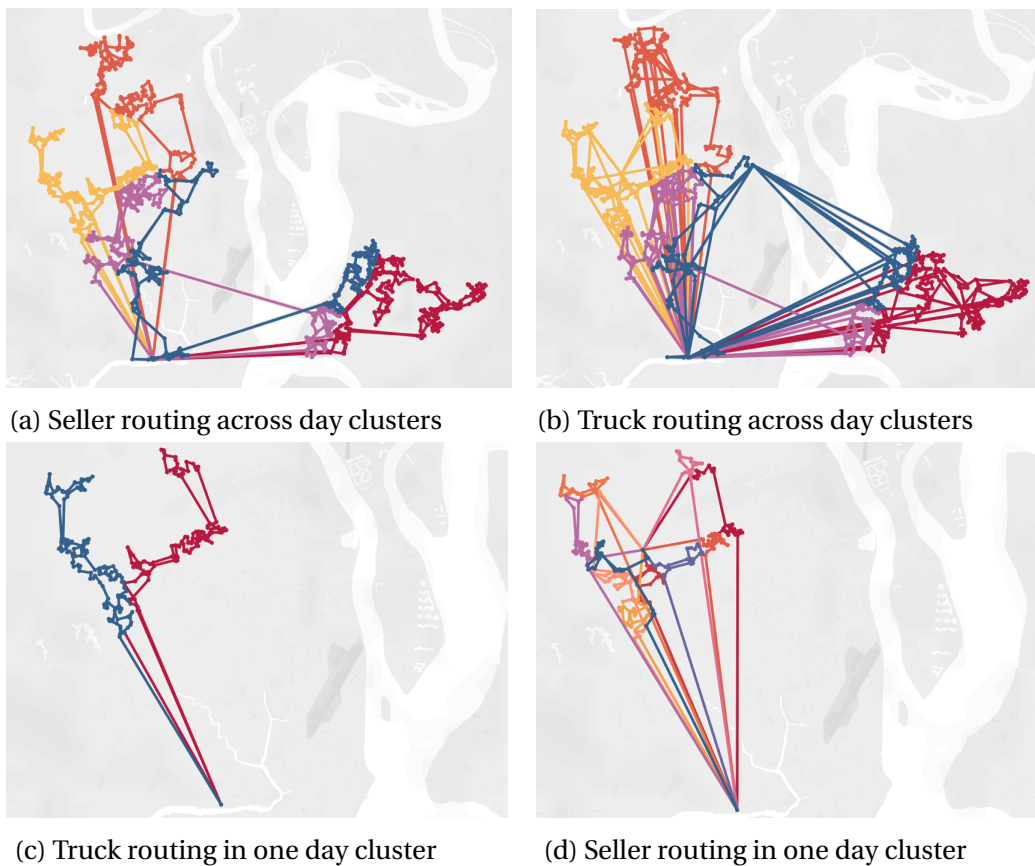 (a) Seller routing across day clusters
(b) Truck routing across day clusters
(c) Truck routing in one day cluster
(d) Seller routing in one day cluster